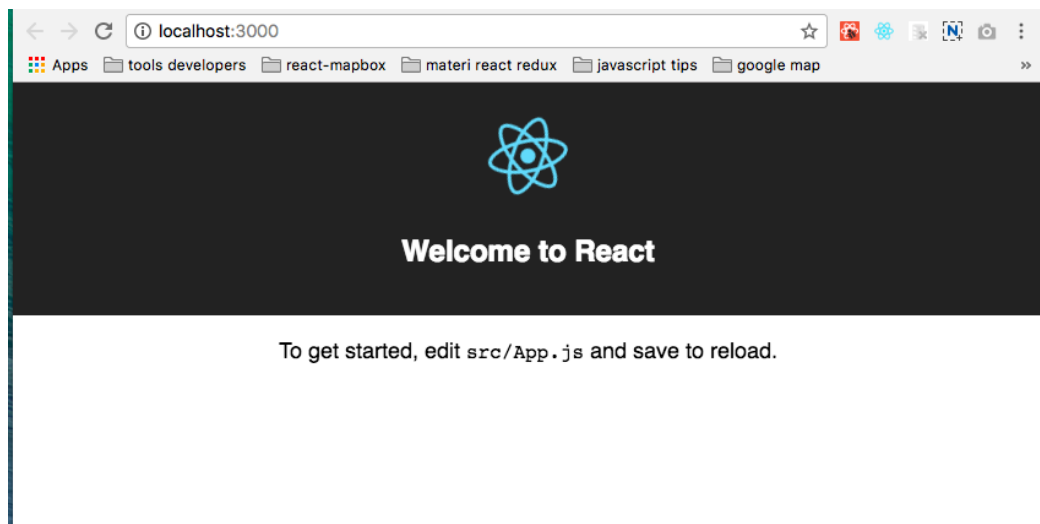 localhost:3000
Apps tools developers react-mapbox materi react redux javascript tips google map »
Welcome to React
To get started, edit src/App.js and save to reload.